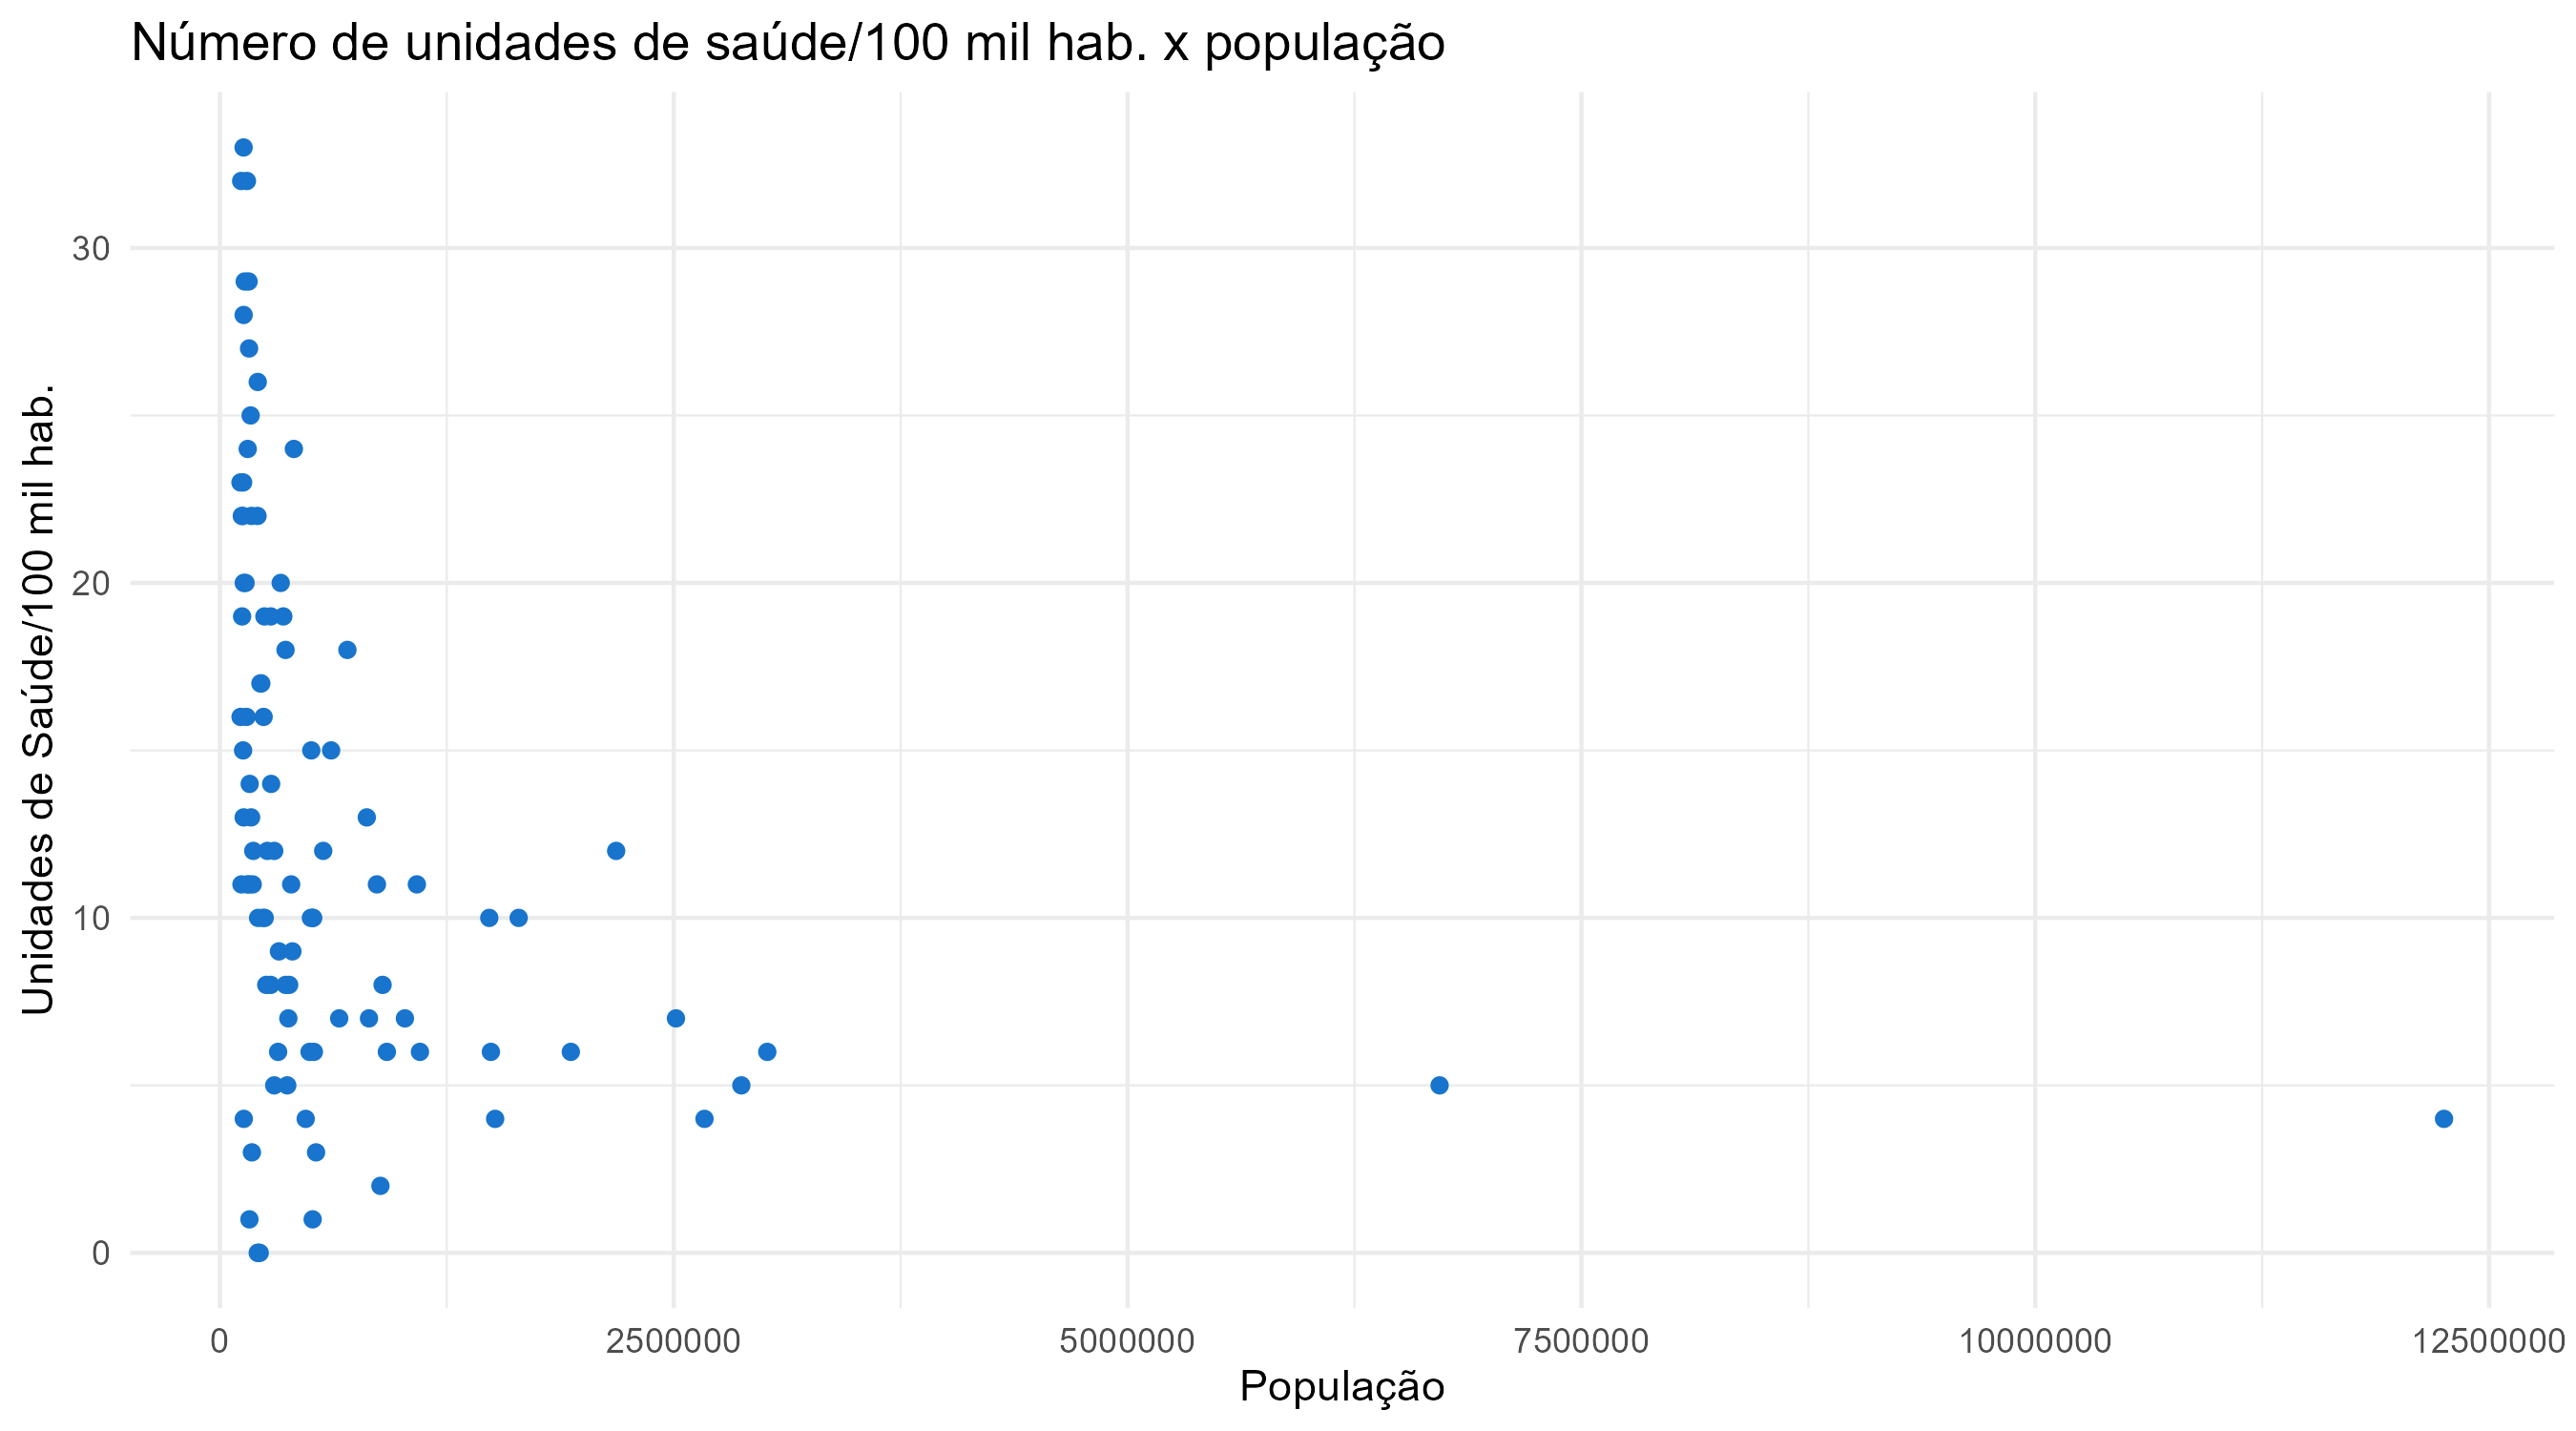 Número de unidades de saúde/100 mil hab. x população
Unidades de Saúde/100 mil hab.
30
20
10
0
0 2500000 5000000 7500000 10000000 12500000
População